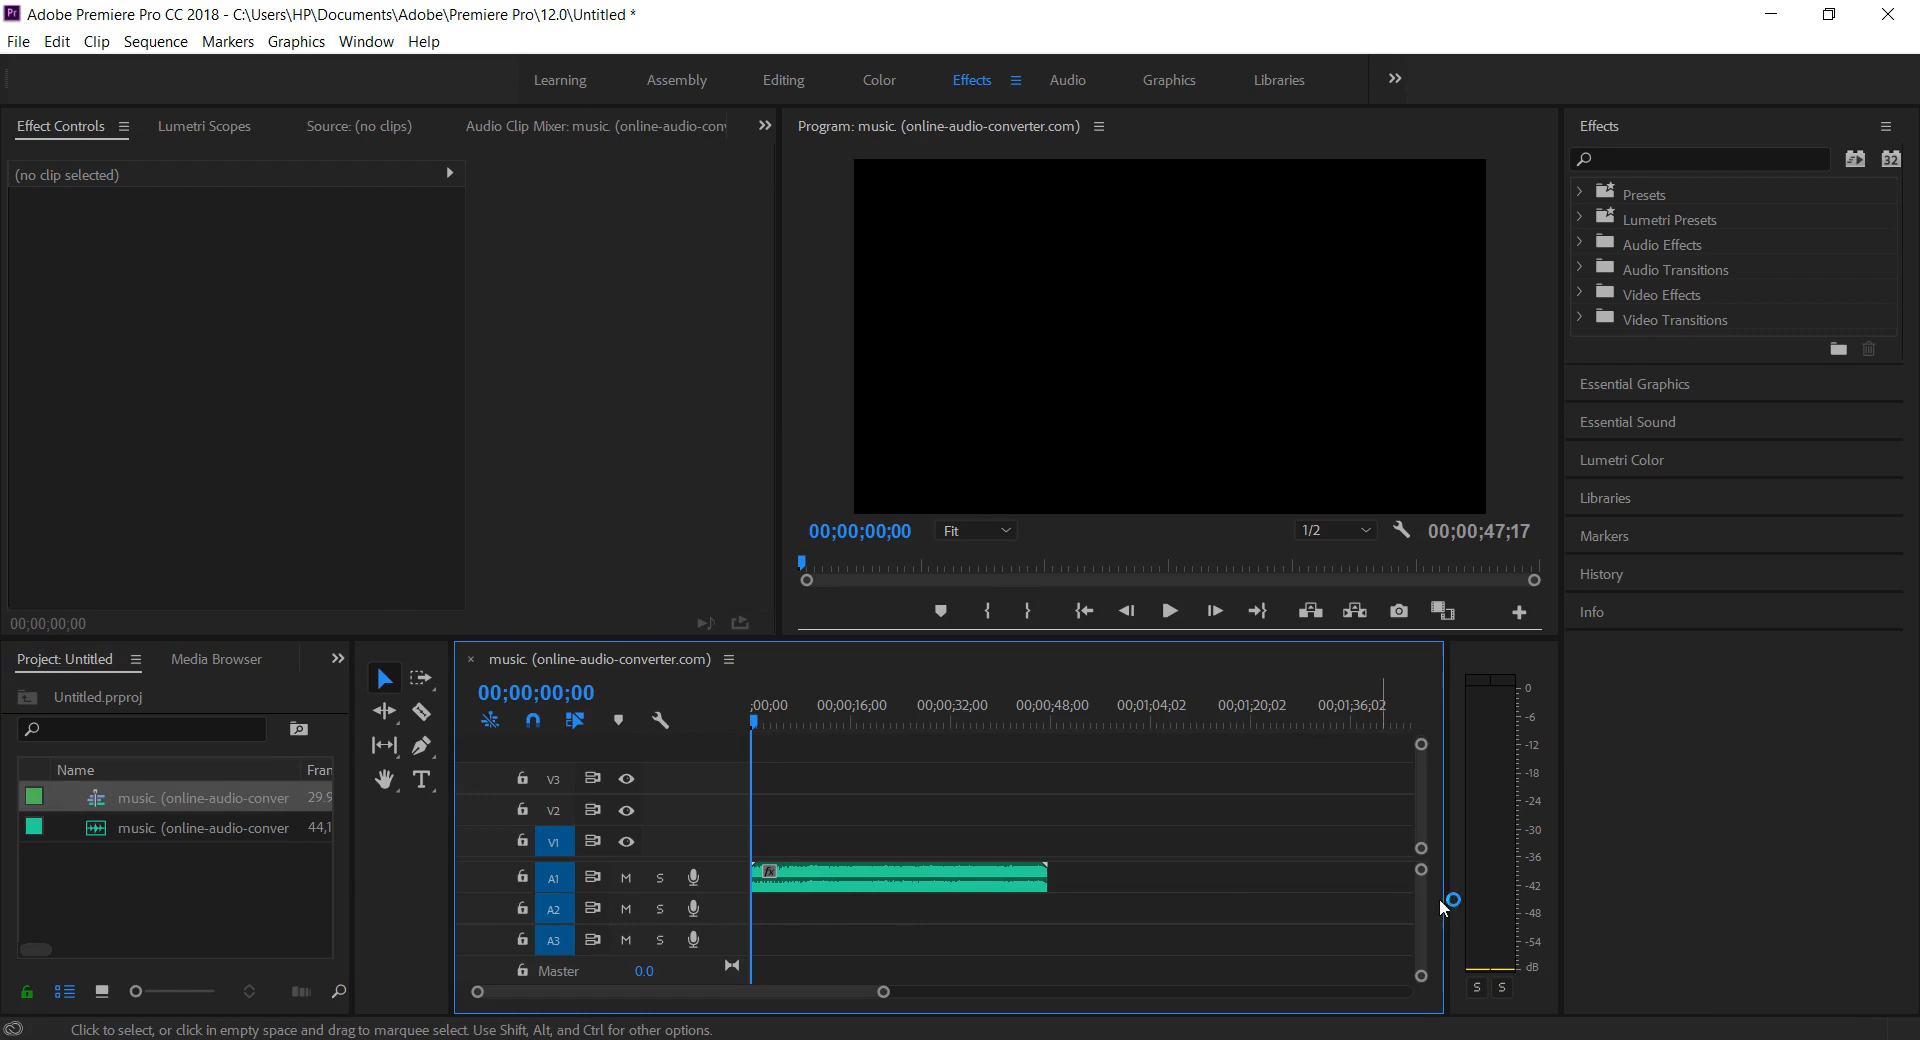 Adobe Premiere Pro CC 2018 - C:\Users\HP\Documents\Adobe\Premiere Pro\12.0\Untitled *
File Edit Clip Sequence Markers Graphics Window Help
Learning Assembly Editing Color Effects Audio Graphics Libraries
Effect Controls Lumetri Scopes Source: (no clips) Audio Clip Mixer: music. (online-audio-con
(no clip selected)
00;00;00;00
Program: music. (online-audio-converter.com)
00;00;00;00 Fit 1/2 00;00;47;17
Effects
32
Presets
Lumetri Presets
Audio Effects
Audio Transitions
Video Effects
Video Transitions
Essential Graphics
Essential Sound
Lumetri Color
Libraries
Markers
History
Info
Project: Untitled Media Browser
Untitled.prproj
Name Fran
music. (online-audio-conver 29.9
music. (online-audio-conver 44,1
T
× music. (online-audio-converter.com)
00;00;00;00
;00;00 00;00;16;00 00;00;32;00 00;00;48;00 00;01;04;02 00;01;20;02 00;01;36;02
V3
V2
V1
A1 M S fx
A2 M S
A3 M S
Master 0.0
0
-6
-12
-18
-24
-30
-36
-42
-48
-54
dB
S S
Click to select, or click in empty space and drag to marquee select. Use Shift, Alt, and Ctrl for other options.